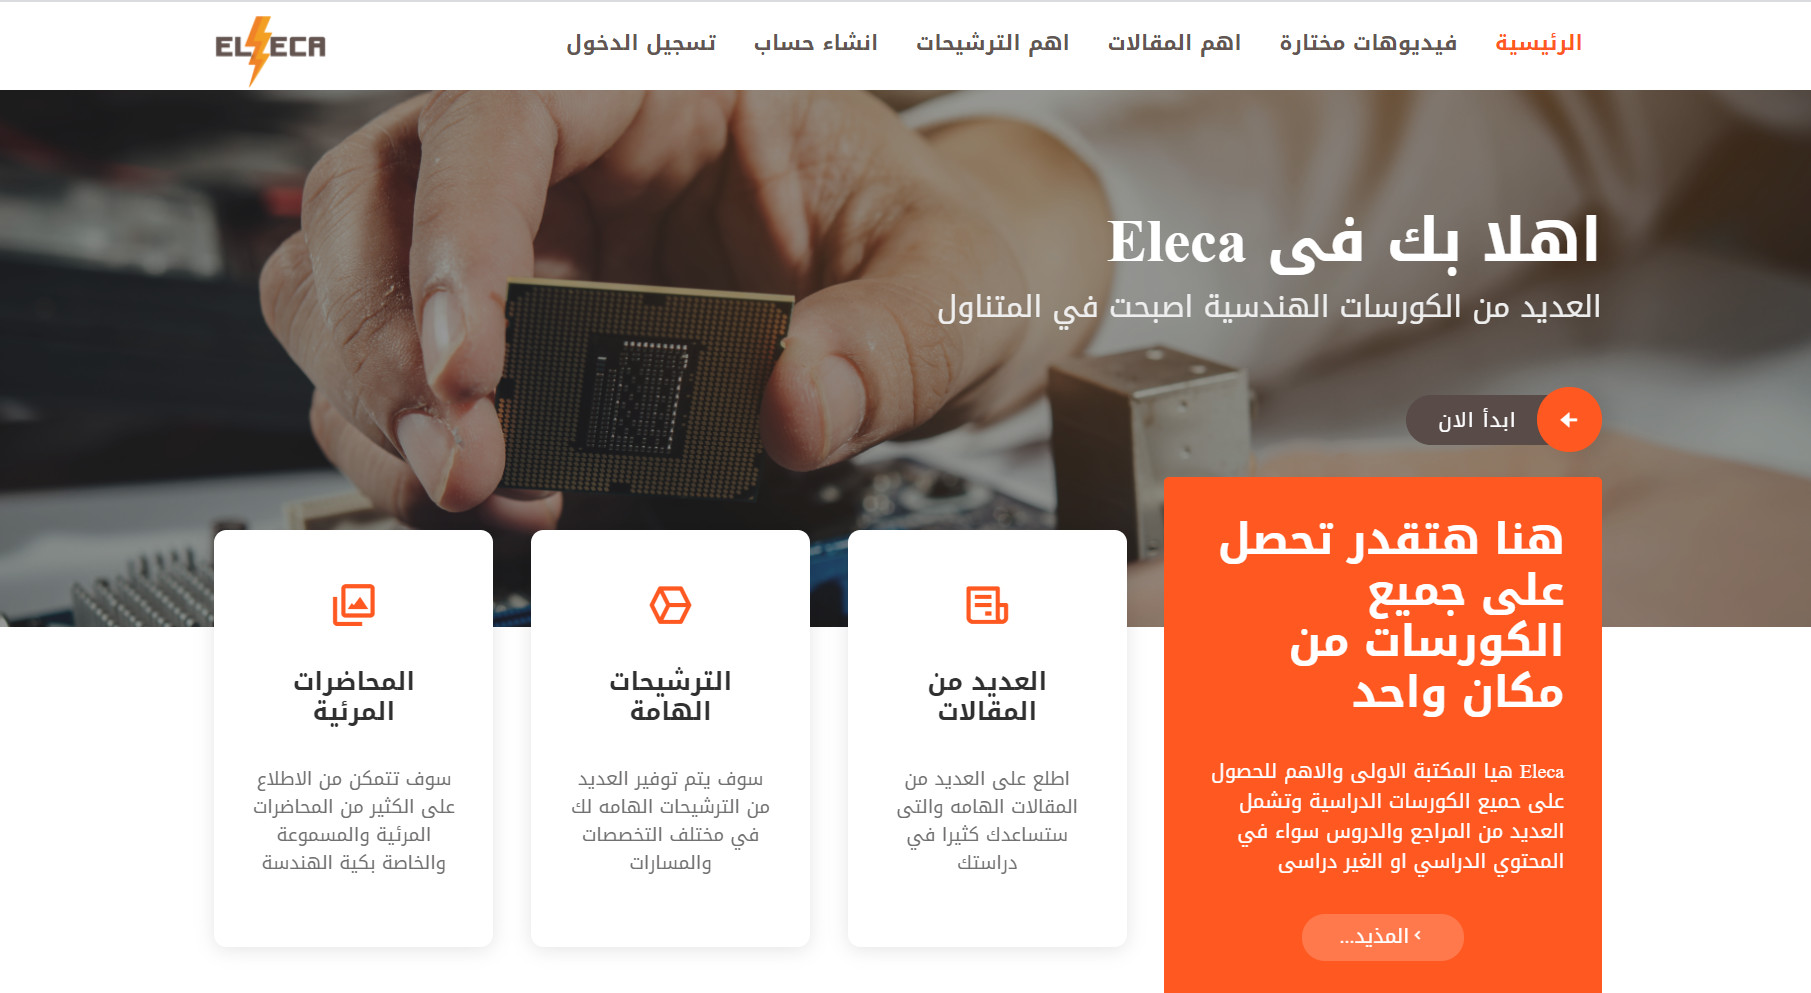 الرئيسية
فيديوهات مختارة
اهم المقالات
اهم الترشيحات
انشاء حساب
تسجيل الدخول
ELECA
اهلا بك فى Eleca
العديد من الكورسات الهندسية اصبحت في المتناول
ابدأ الان
هنا هتقدر تحصل
على جميع
الكورسات من
مكان واحد
Eleca هيا المكتبة الاولى والاهم للحصول
على حميع الكورسات الدراسية وتشمل
العديد من المراجع والدروس سواء في
المحتوي الدراسي او الغير دراسى
المذيد...
العديد من
المقالات
اطلع على العديد من
المقالات الهامه والتى
ستساعدك كثيرا في
دراستك
الترشيحات
الهامة
سوف يتم توفير العديد
من الترشيحات الهامه لك
في مختلف التخصصات
والمسارات
المحاضرات
المرئية
سوف تتمكن من الاطلاع
على الكثير من المحاضرات
المرئية والمسموعة
والخاصة بكية الهندسة